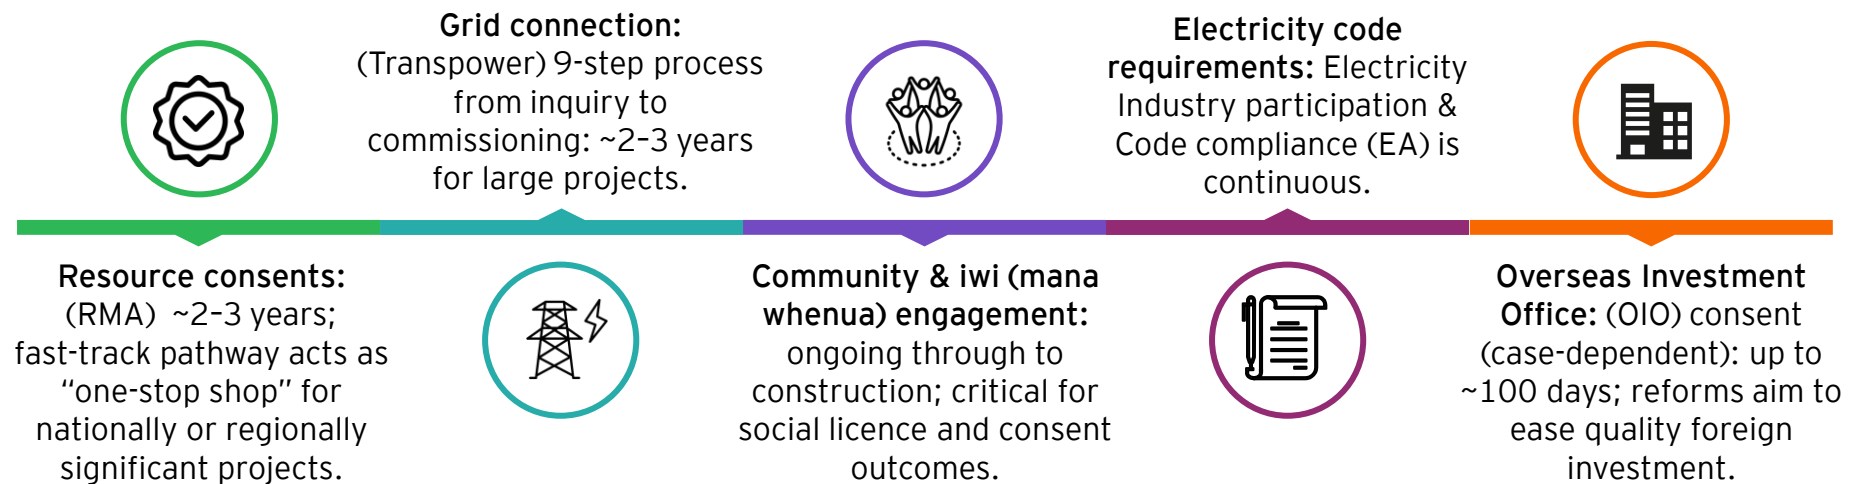 Resource consents:
(RMA) ~2–3 years;
fast-track pathway acts as
“one-stop shop” for
nationally or regionally
significant projects.
Grid connection:
(Transpower) 9-step process
from inquiry to
commissioning: ~2–3 years
for large projects.
Community & iwi (mana
whenua) engagement:
ongoing through to
construction; critical for
social licence and consent
outcomes.
Electricity code
requirements: Electricity
Industry participation &
Code compliance (EA) is
continuous.
Overseas Investment
Office: (OIO) consent
(case-dependent): up to
~100 days; reforms aim to
ease quality foreign
investment.